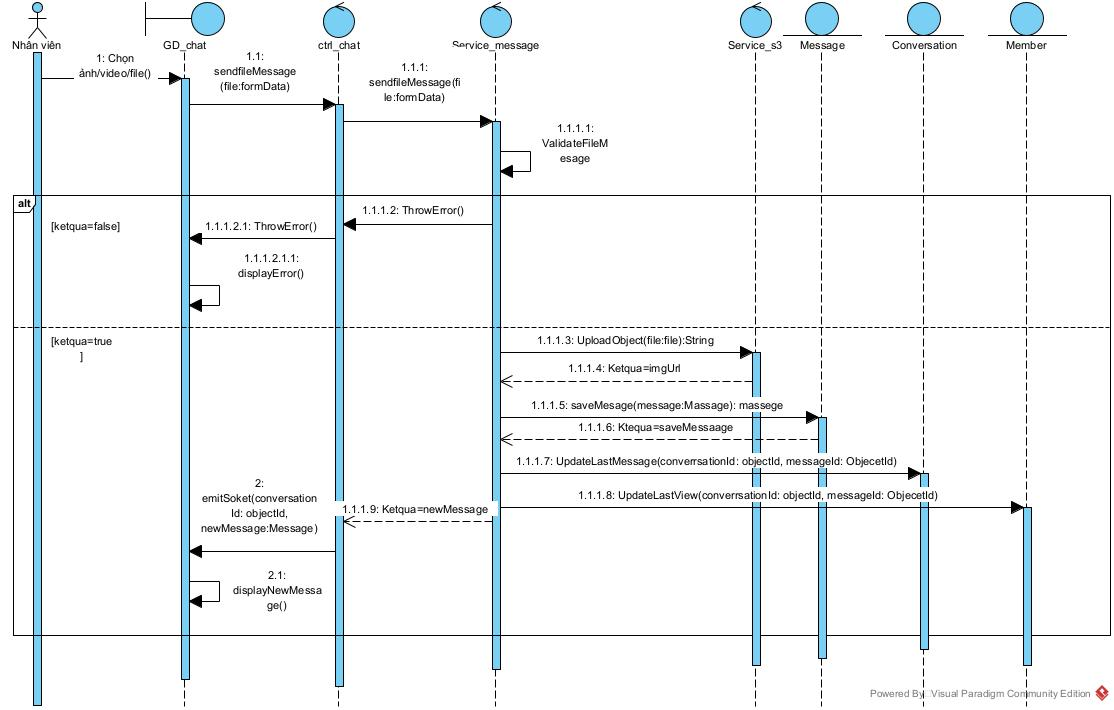 Nhân viên
GD_chat
ctrl_chat
Service_message
Service_s3
Message
Conversation
Member
1: Chọn
ảnh/video/file()
1.1:
sendfileMessage
(file:formData)
1.1.1:
sendfileMessage(fi
le:formData)
1.1.1.1:
ValidateFileM
esage
alt
[ketqua=false]
1.1.1.2: ThrowError()
1.1.1.2.1: ThrowError()
1.1.1.2.1.1:
displayError()
[ketqua=true
]
1.1.1.3: UploadObject(file:file):String
1.1.1.4: Ketqua=imgUrl
1.1.1.5: saveMesage(message:Massage): massege
1.1.1.6: Ktequa=saveMessaage
1.1.1.7: UpdateLastMessage(converrsationId: objectId, messageId: ObjecetId)
1.1.1.8: UpdateLastView(converrsationId: objectId, messageId: ObjecetId)
1.1.1.9: Ketqua=newMessage
2:
emitSoket(conversation
Id: objectId,
newMessage:Message)
2.1:
displayNewMessa
ge()
Powered By Visual Paradigm Community Edition